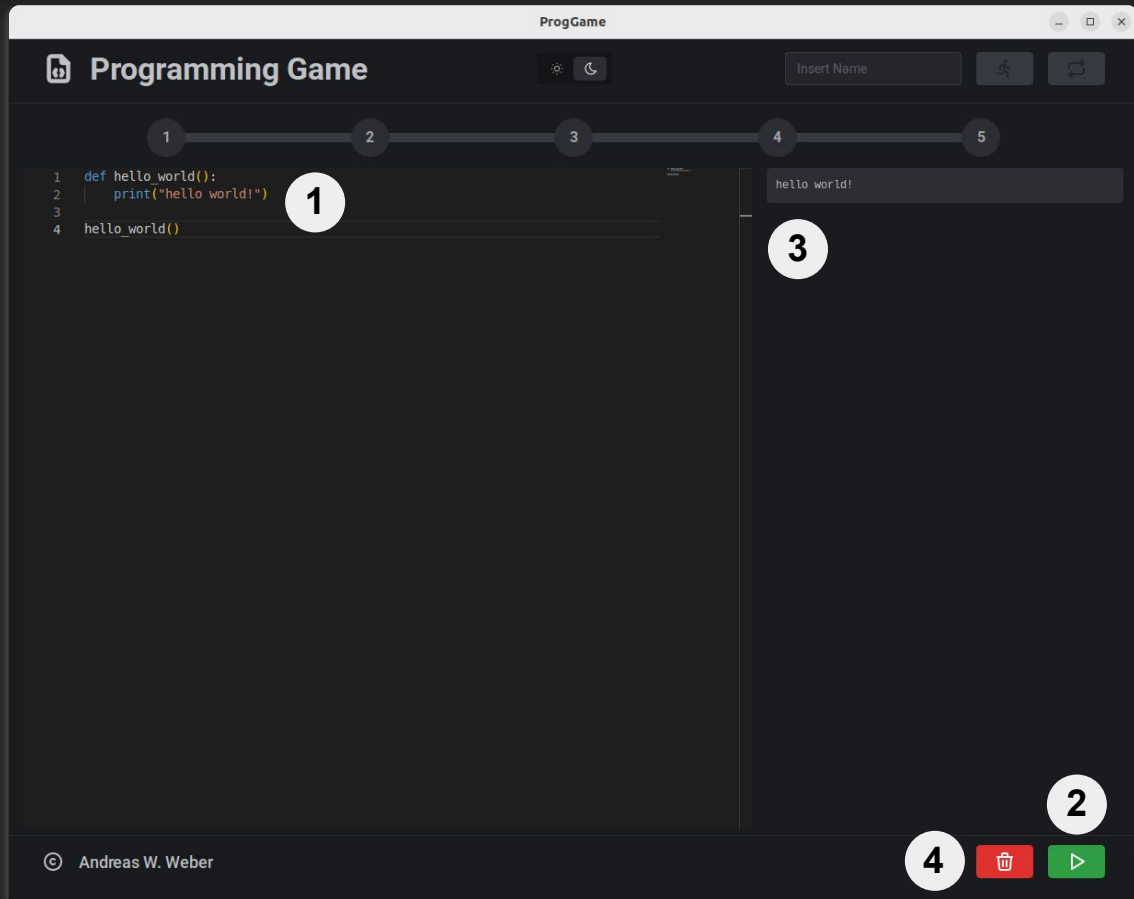 ProgGame
Programming Game
Insert Name
1 2 3 4 5
1 def hello_world():
2     print("hello world!")
3
4 hello_world()
1
hello world!
3
2
4
© Andreas W. Weber